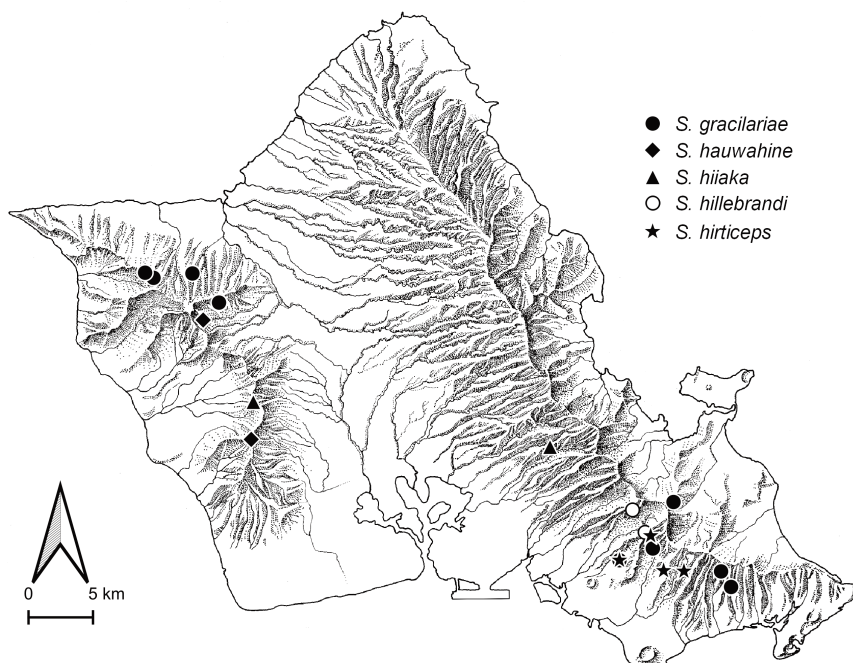 S. gracilariae
S. hauwahine
S. hiiaka
S. hillebrandi
S. hirticeps
0 5 km